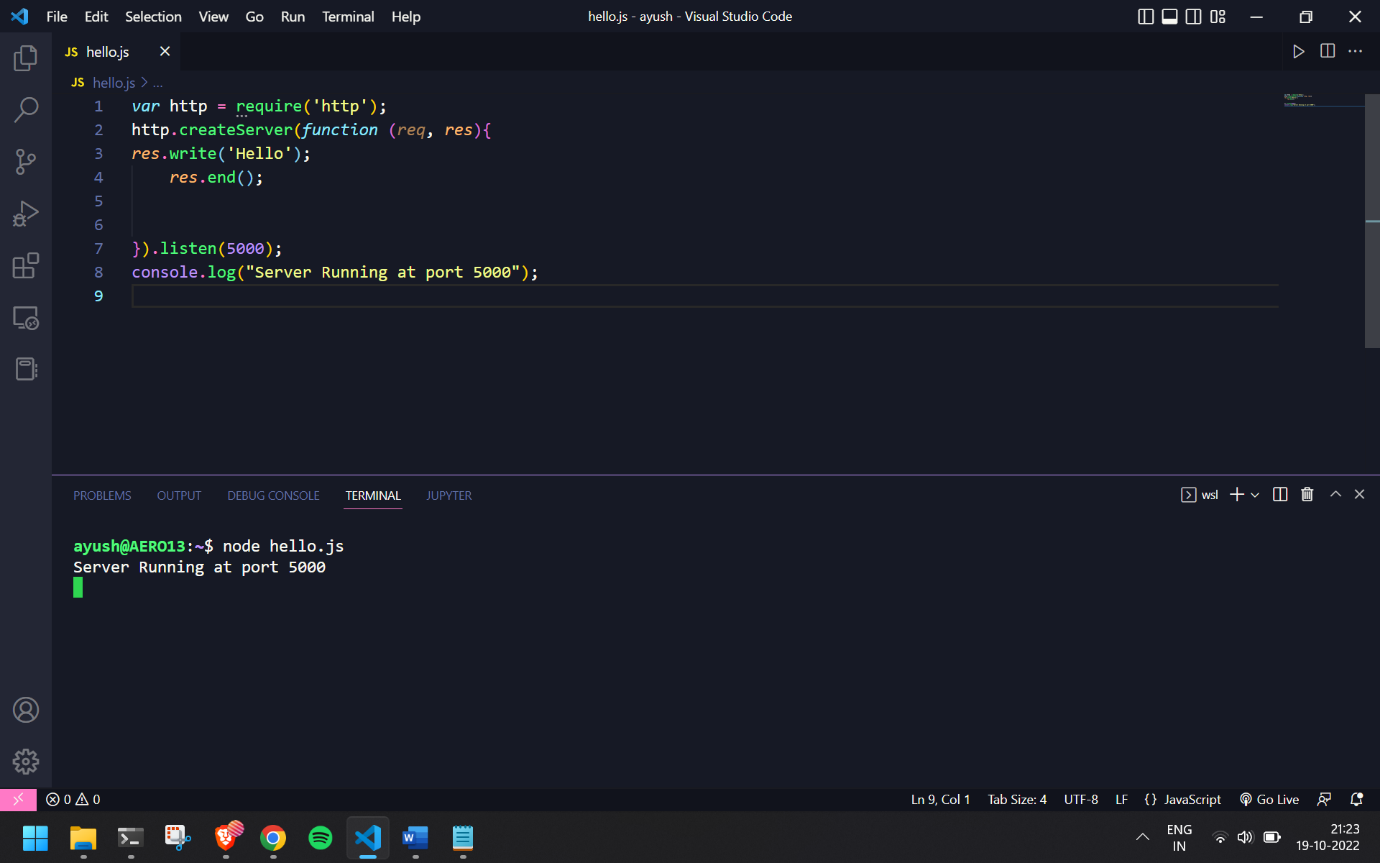 File Edit Selection View Go Run Terminal Help
hello.js - ayush - Visual Studio Code
JS hello.js
JS hello.js > ...
1 var http = require('http');
2 http.createServer(function (req, res){
3 res.write('Hello');
4 res.end();
5
6
7 }).listen(5000);
8 console.log("Server Running at port 5000");
9
PROBLEMS OUTPUT DEBUG CONSOLE TERMINAL JUPYTER
wsl
ayush@AERO13:~$ node hello.js
Server Running at port 5000
0 0
Ln 9, Col 1 Tab Size: 4 UTF-8 LF {} JavaScript Go Live
ENG
IN
21:23
19-10-2022